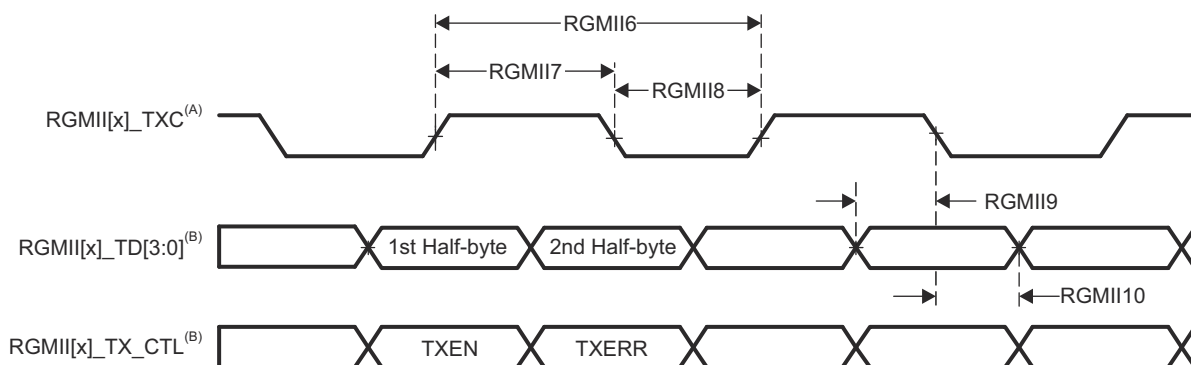 RGMII6
RGMII7
RGMII8
RGMII[x]_TXC(A)
RGMII9
RGMII[x]_TD[3:0](B)
1st Half-byte
2nd Half-byte
RGMII10
RGMII[x]_TX_CTL(B)
TXEN
TXERR